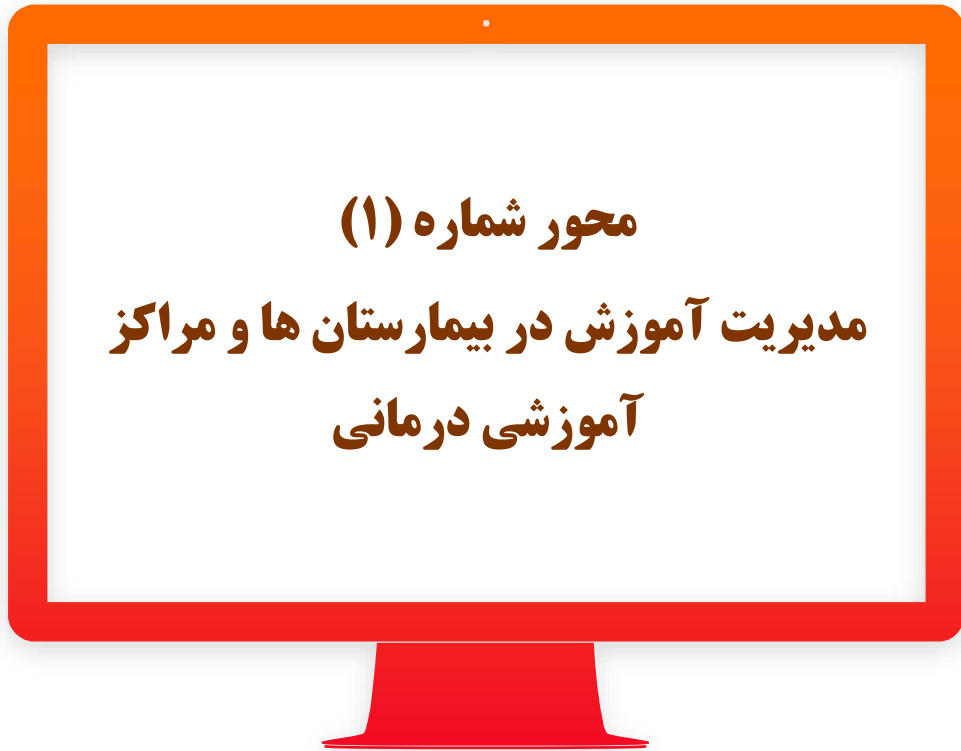 محور شماره (۱)
مدیریت آموزش در بیمارستان ها و مراکز
آموزشی درمانی